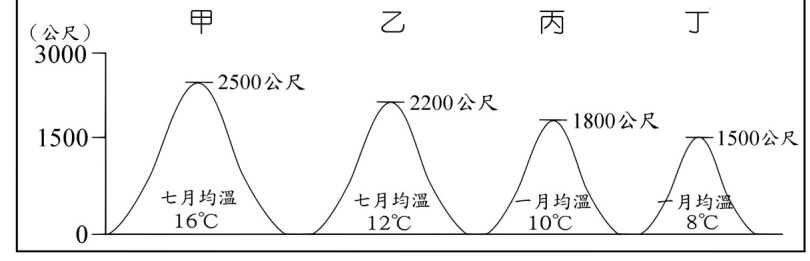 甲 乙 丙 丁
(公尺)
3000
2500公尺
2200公尺
1800公尺
1500 1500公尺
七月均溫 七月均溫 一月均溫 一月均溫
16℃ 12℃ 10℃ 8℃
0